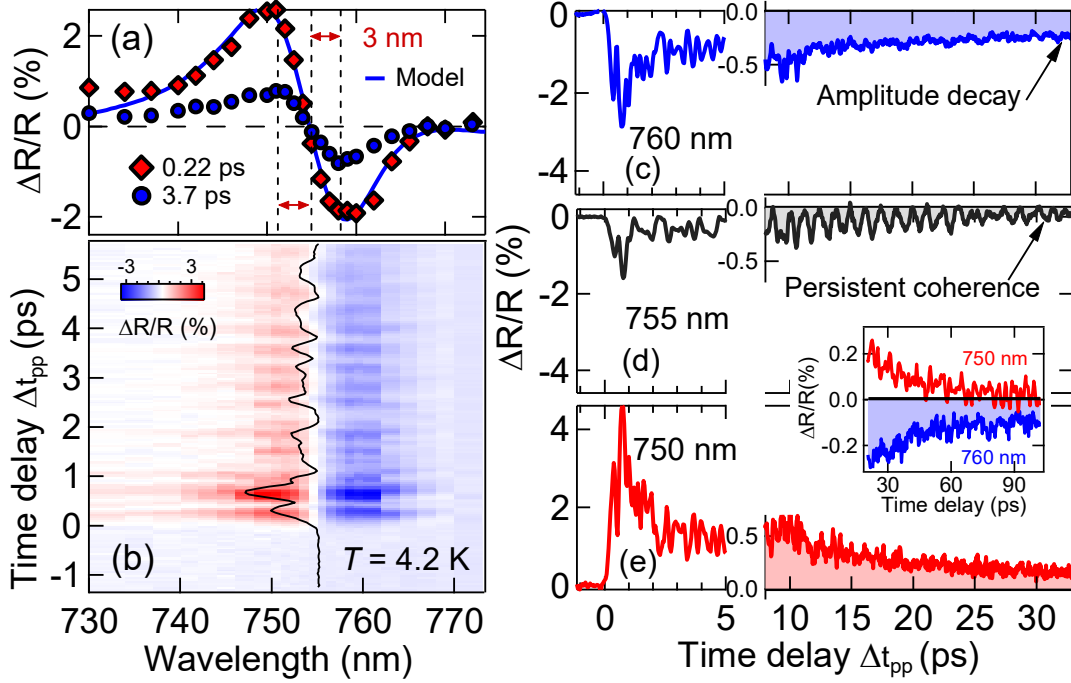 (a)
3 nm
Model
0.22 ps
3.7 ps
ΔR/R (%)
2
0
-2
(b)
-3 3
ΔR/R (%)
T = 4.2 K
Time delay Δtpp (ps)
5
4
3
2
1
0
-1
730 740 750 760 770
Wavelength (nm)
ΔR/R (%)
0
-2
-4
760 nm
(c)
0.0
-0.5
Amplitude decay
0
-2
-4
755 nm
(d)
0.0
-0.5
Persistent coherence
4
2
0
750 nm
(e)
0.5
0.0
0.2
0.0
-0.2
ΔR/R(%)
750 nm
760 nm
30 60 90
Time delay (ps)
0 5 10 15 20 25 30
Time delay Δtpp (ps)